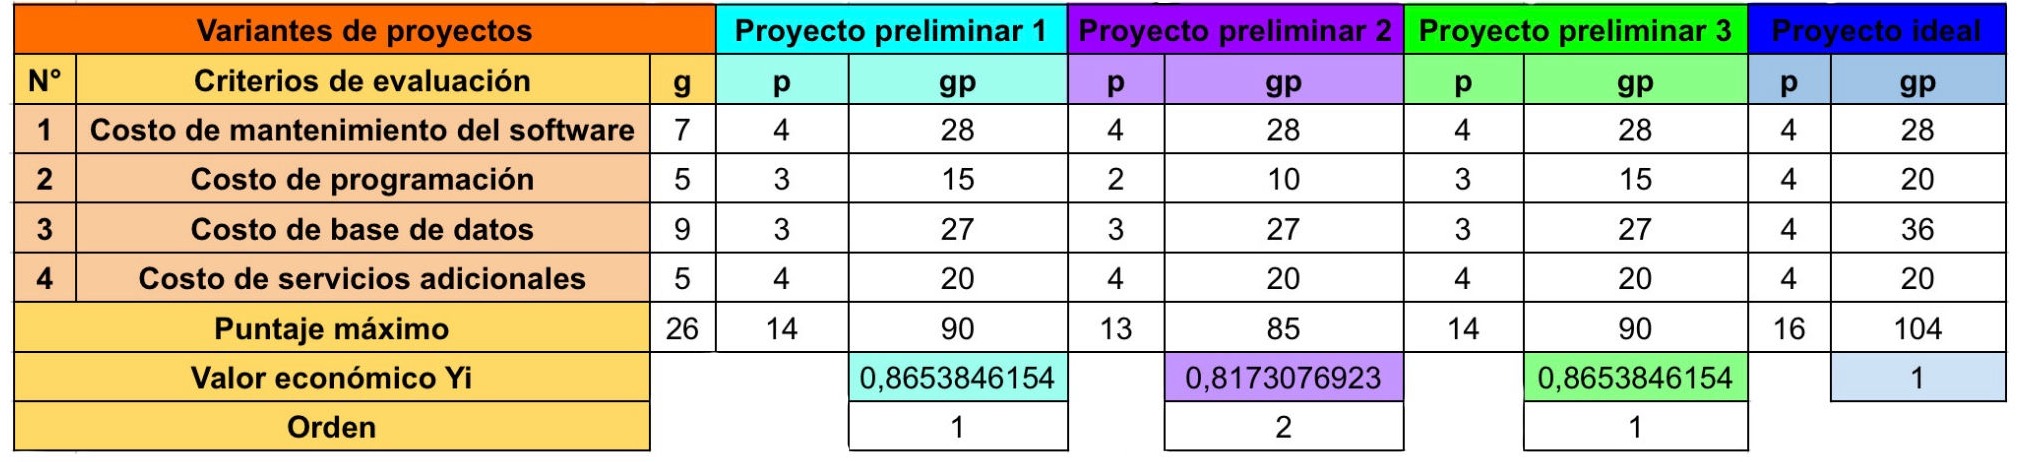 Variantes de proyectos Proyecto preliminar 1 Proyecto preliminar 2 Proyecto preliminar 3 Proyecto ideal
N° Criterios de evaluación g p gp p gp p gp p gp
1 Costo de mantenimiento del software 7 4 28 4 28 4 28 4 28
2 Costo de programación 5 3 15 2 10 3 15 4 20
3 Costo de base de datos 9 3 27 3 27 3 27 4 36
4 Costo de servicios adicionales 5 4 20 4 20 4 20 4 20
Puntaje máximo 26 14 90 13 85 14 90 16 104
Valor económico Yi 0,8653846154 0,8173076923 0,8653846154 1
Orden 1 2 1